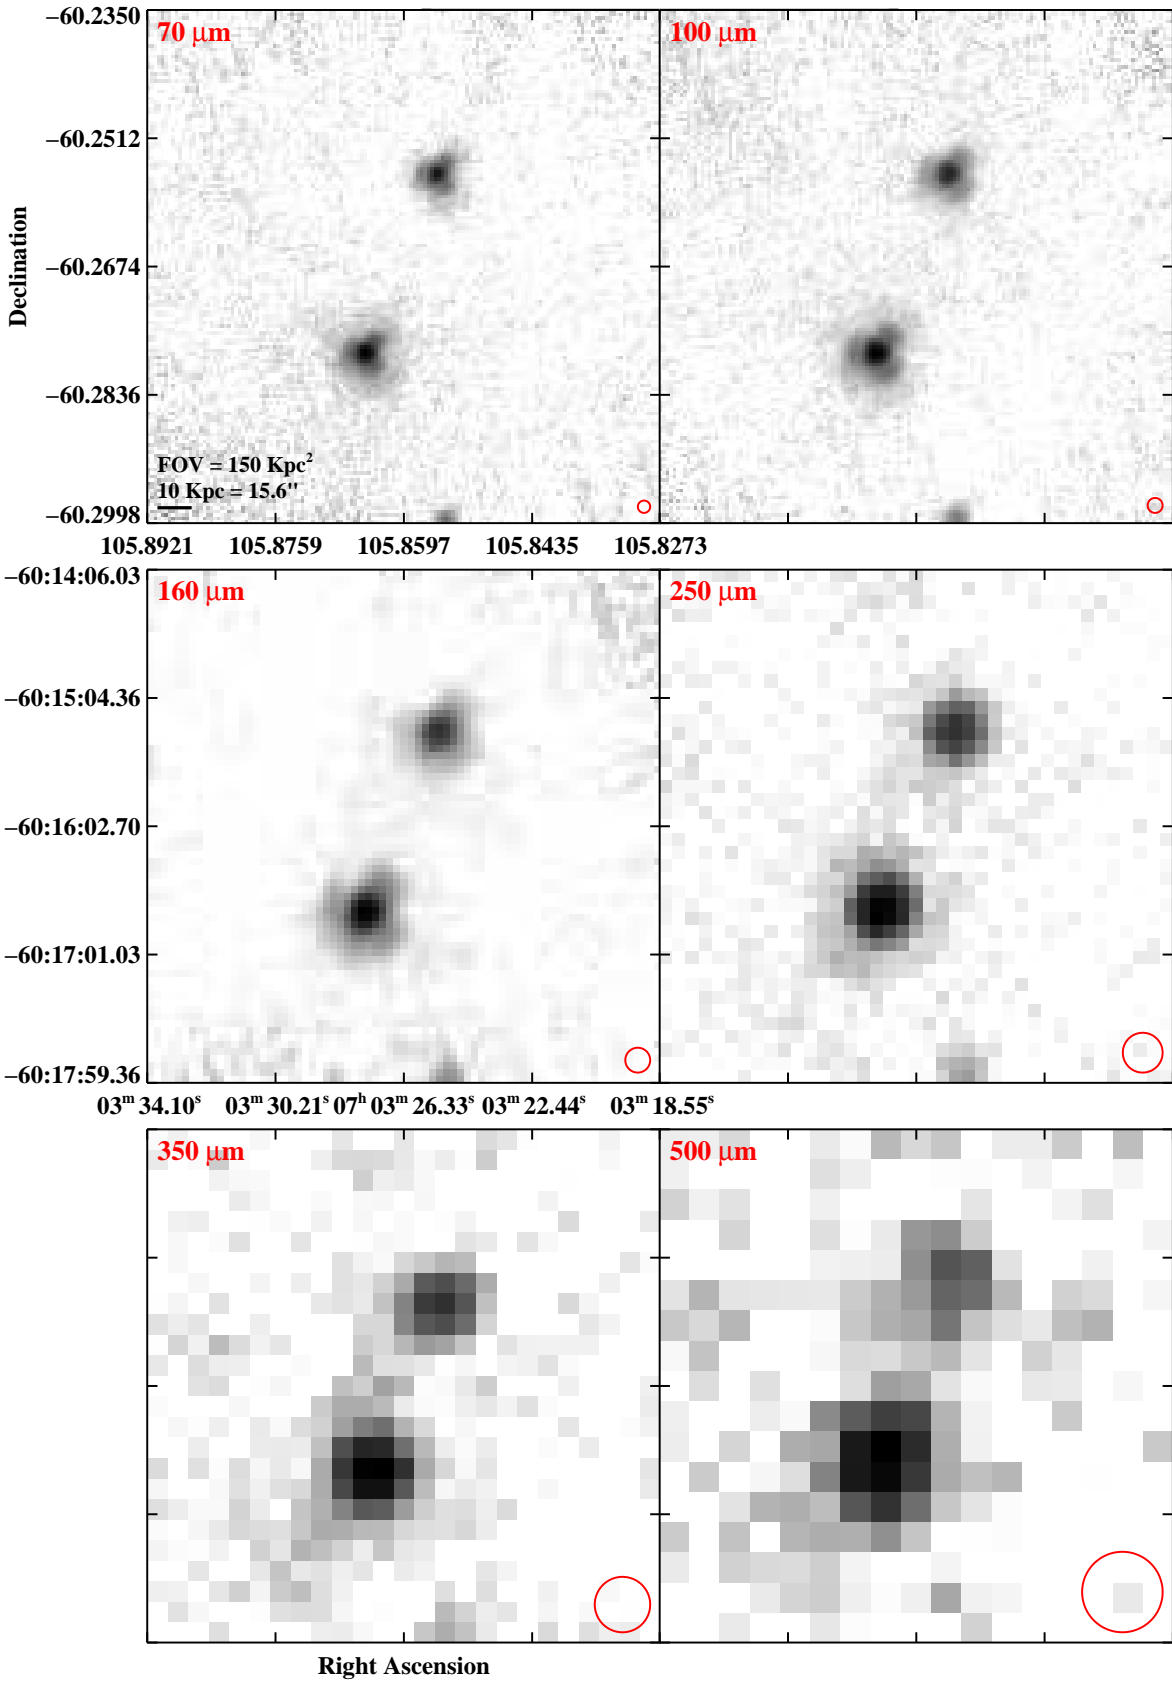 −60.2350
70 μm
100 μm
−60.2512
Declination
−60.2674
−60.2836
FOV = 150 Kpc²
10 Kpc = 15.6"
−60.2998
105.8921 105.8759 105.8597 105.8435 105.8273
−60:14:06.03
160 μm
250 μm
−60:15:04.36
−60:16:02.70
−60:17:01.03
−60:17:59.36
03ᵐ 34.10ˢ 03ᵐ 30.21ˢ 07ʰ 03ᵐ 26.33ˢ 03ᵐ 22.44ˢ 03ᵐ 18.55ˢ
350 μm
500 μm
Right Ascension